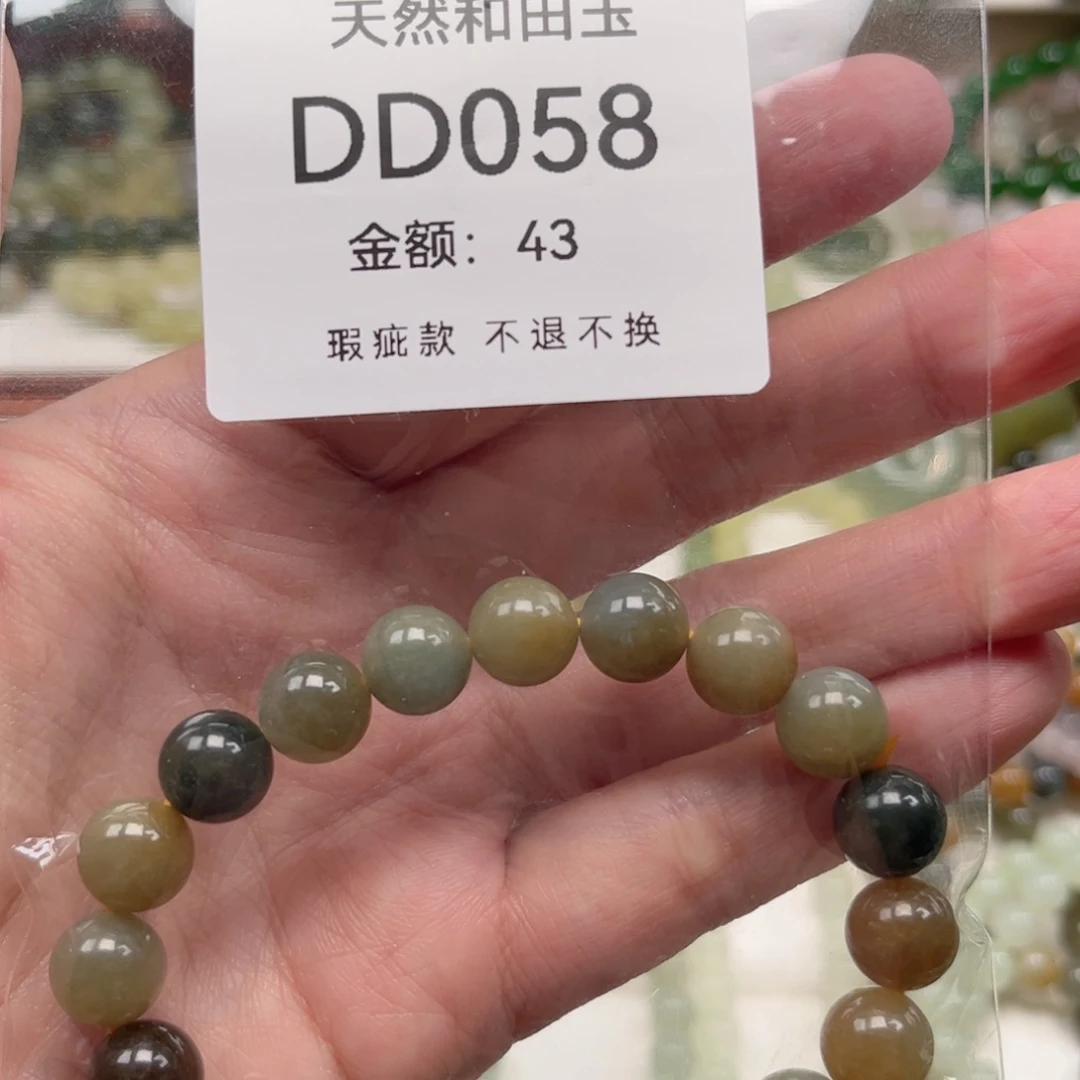 天然和田玉
DD058
金额：43
瑕疵款 不退不换